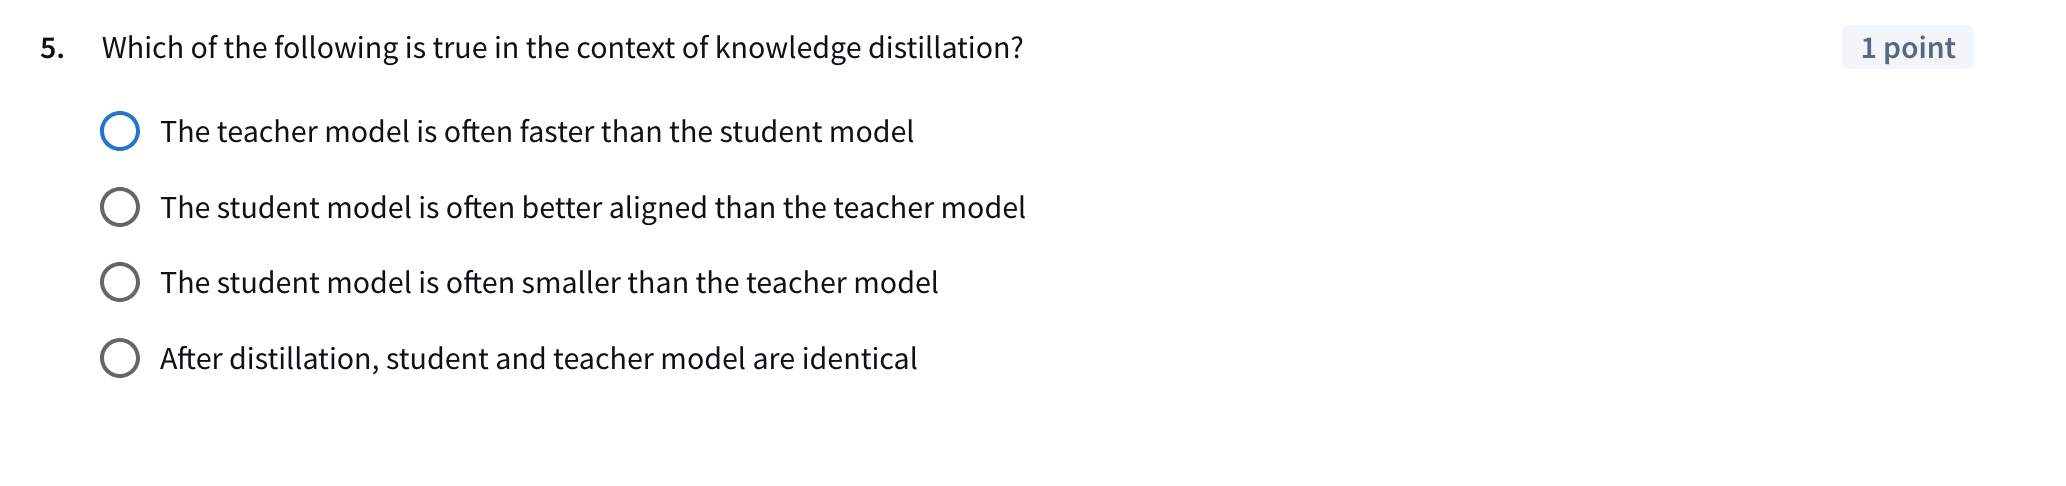 5. Which of the following is true in the context of knowledge distillation? 1 point
The teacher model is often faster than the student model
The student model is often better aligned than the teacher model
The student model is often smaller than the teacher model
After distillation, student and teacher model are identical